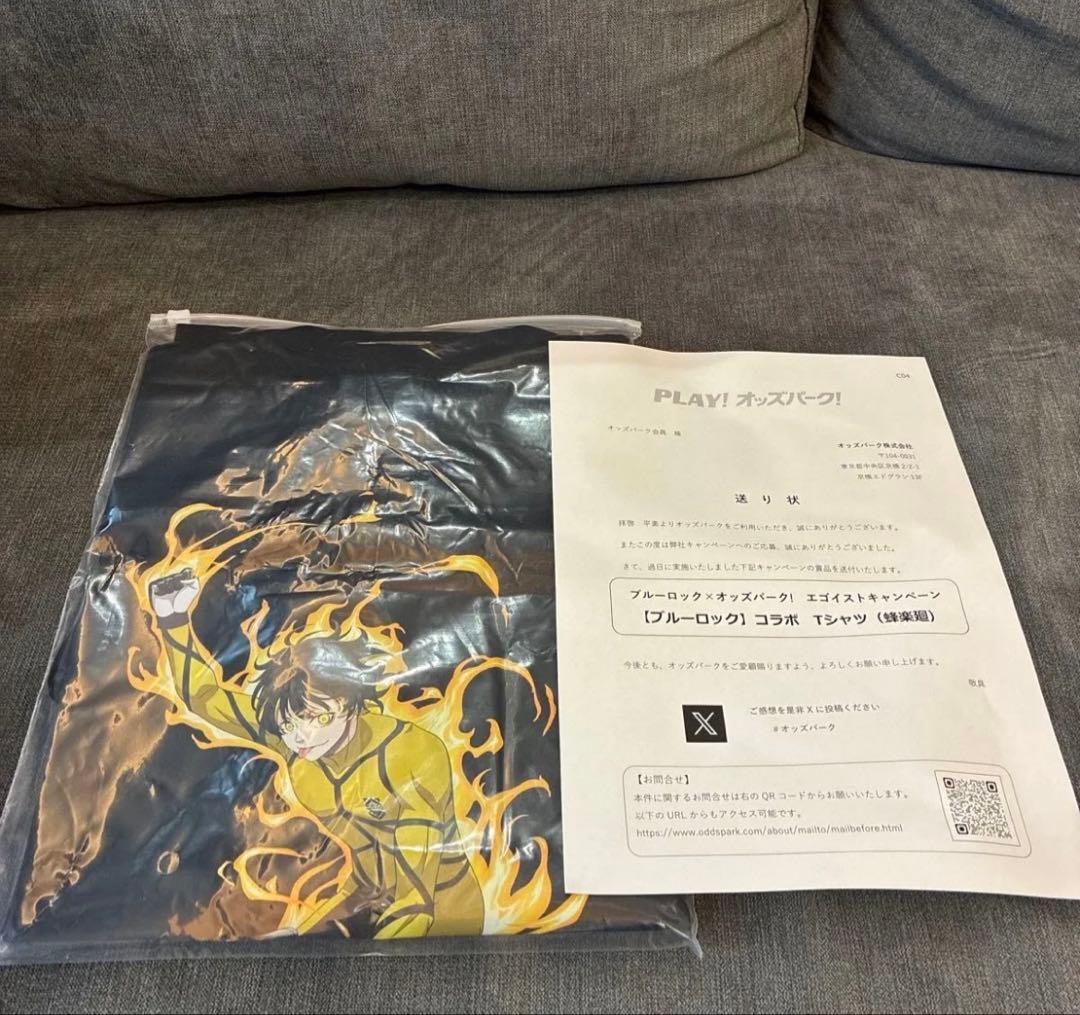 C04
PLAY! オッズパーク!
オッズパーク会員 様
オッズパーク株式会社
〒104-0031
東京都中央区京橋 2-2-1
京橋エドグラン 13F
送り状
拝啓 平素よりオッズパークをご利用いただき、誠にありがとうございます。
またこの度は弊社キャンペーンへのご応募、誠にありがとうございました。
さて、過日に実施いたしました下記キャンペーンの賞品を送付いたします。
ブルーロック×オッズパーク! エゴイストキャンペーン
【ブルーロック】コラボ Tシャツ(蜂楽廻)
今後とも、オッズパークをご愛顧賜りますよう、よろしくお願い申し上げます。
敬具
X
ご感想を是非 X に投稿ください
#オッズパーク
【お問合せ】
本件に関するお問合せは右の QR コードからお願いいたします。
以下の URL からもアクセス可能です。
https://www.oddspark.com/about/mailto/mailbefore.html